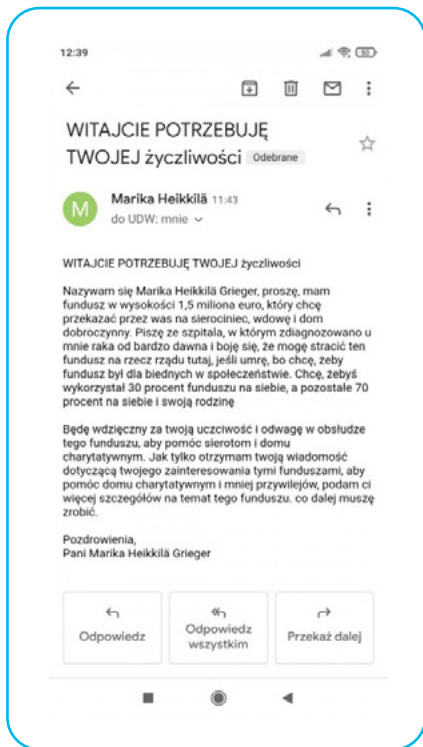 12:39
50
WITAJCIE POTRZEBUJĘ
TWOJEJ życzliwości Odebrane
M
Marika Heikkilä 11:43
do UDW: mnie
WITAJCIE POTRZEBUJĘ TWOJEJ życzliwości
Nazywam się Marika Heikkilä Grieger, proszę, mam
fundusz w wysokości 1,5 miliona euro, który chcę
przekazać przez was na sierociniec, wdowę i dom
dobroczynny. Piszę ze szpitala, w którym zdiagnozowano u
mnie raka od bardzo dawna i boję się, że mogę stracić ten
fundusz na rzecz rządu tutaj, jeśli umrę, bo chcę, żeby
fundusz był dla biednych w społeczeństwie. Chcę, żebyś
wykorzystał 30 procent funduszu na siebie, a pozostałe 70
procent na siebie i swoją rodzinę
Będę wdzięczny za twoją uczciwość i odwagę w obsłudze
tego funduszu, aby pomóc sierotom i domu
charytatywnym. Jak tylko otrzymam twoją wiadomość
dotyczącą twojego zainteresowania tymi funduszami, aby
pomóc domu charytatywnym i mniej przywilejów, podam ci
więcej szczegółów na temat tego funduszu. co dalej muszę
zrobić.
Pozdrowienia,
Pani Marika Heikkilä Grieger
Odpowiedz
Odpowiedz
wszystkim
Przekaż dalej